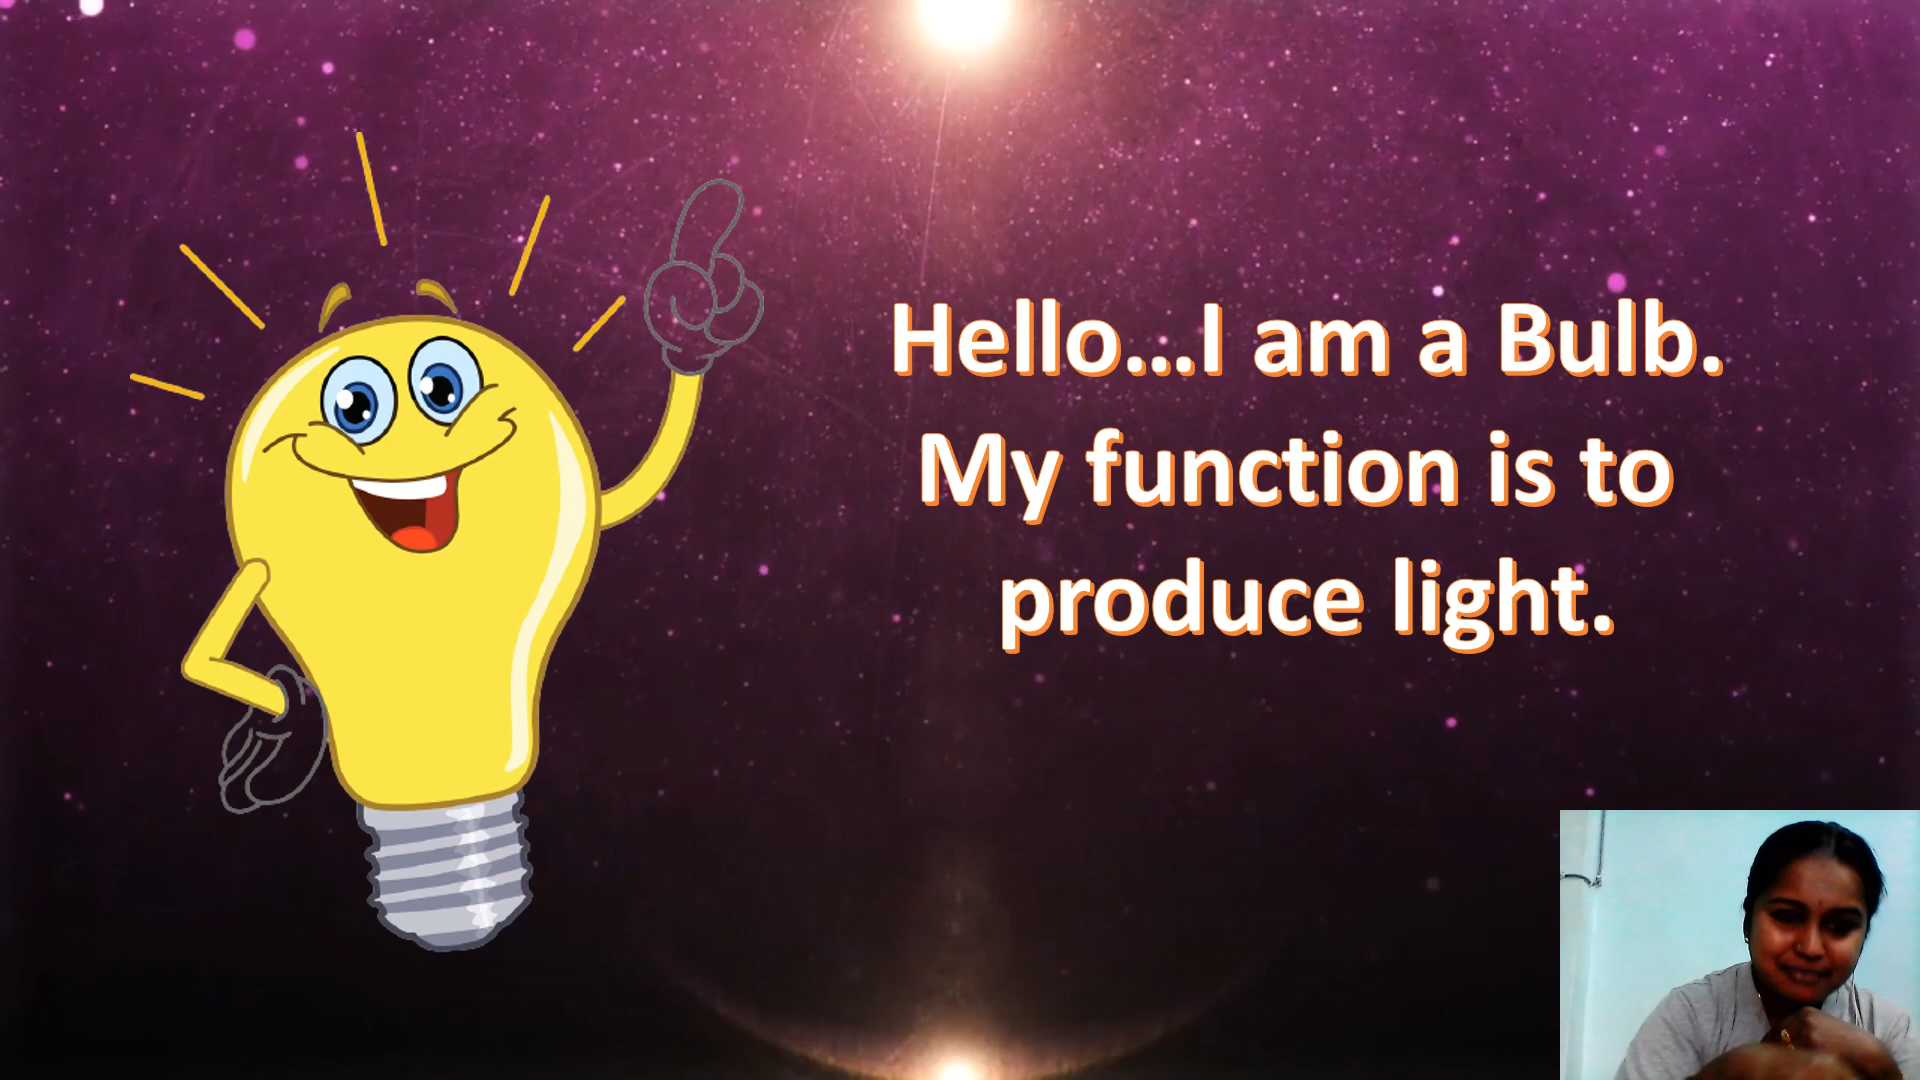 Hello...I am a Bulb.
My function is to
produce light.